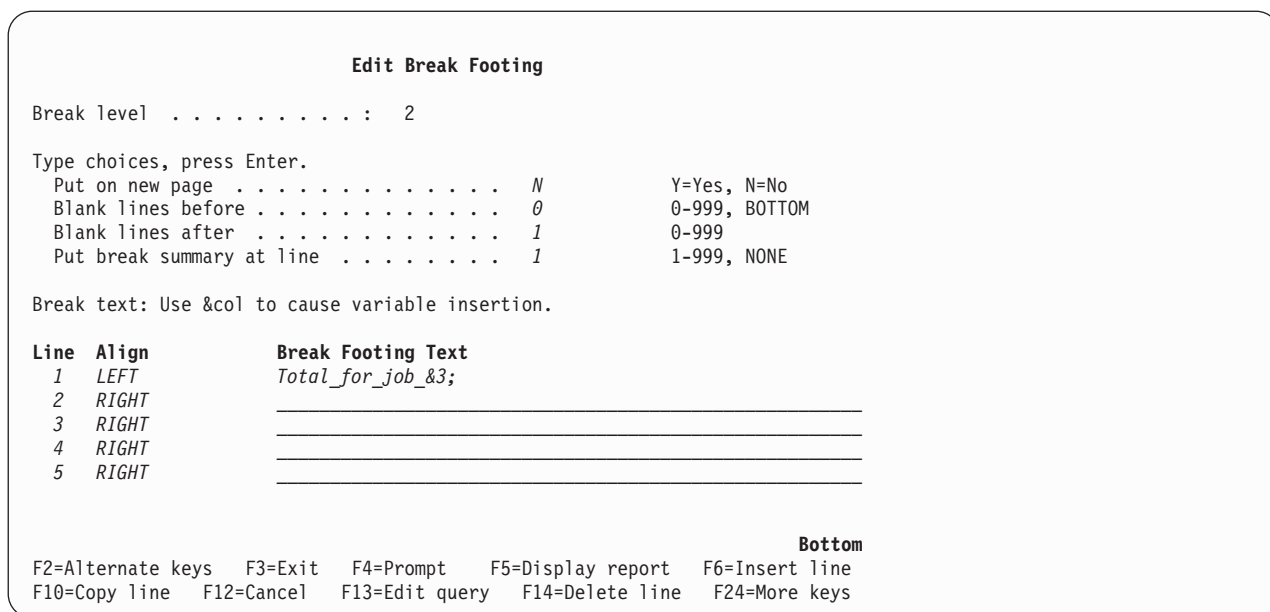 Edit Break Footing
Break level . . . . . . . . . : 2
Type choices, press Enter.
Put on new page . . . . . . . . . . . . . N Y=Yes, N=No
Blank lines before . . . . . . . . . . . . 0 0-999, BOTTOM
Blank lines after . . . . . . . . . . . . 1 0-999
Put break summary at line . . . . . . . . 1 1-999, NONE
Break text: Use &col to cause variable insertion.
Line Align Break Footing Text
1 LEFT Total_for_job_&3;
2 RIGHT
3 RIGHT
4 RIGHT
5 RIGHT
Bottom
F2=Alternate keys F3=Exit F4=Prompt F5=Display report F6=Insert line
F10=Copy line F12=Cancel F13=Edit query F14=Delete line F24=More keys